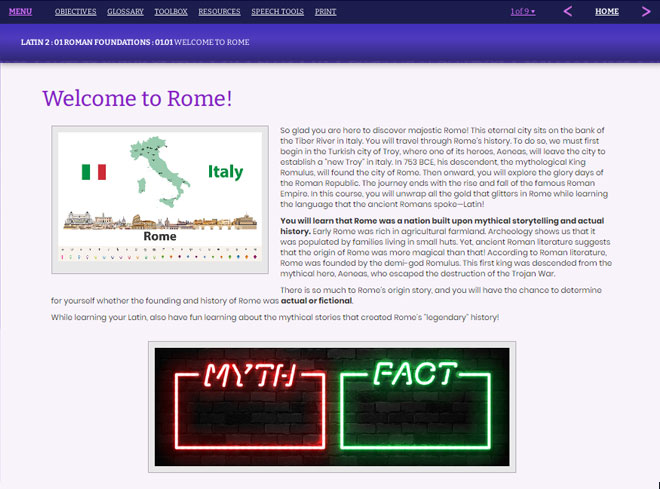 MENU OBJECTIVES GLOSSARY TOOLBOX RESOURCES SPEECH TOOLS PRINT 1 of 9 ▾ < HOME >
LATIN 2 : 01 ROMAN FOUNDATIONS : 01.01 WELCOME TO ROME
Welcome to Rome!
Italy
Rome
So glad you are here to discover majestic Rome! This eternal city sits on the bank of
the Tiber River in Italy. You will travel through Rome's history. To do so, we must first
begin in the Turkish city of Troy, where one of its heroes, Aeneas, will leave the city to
establish a "new Troy" in Italy. In 753 BCE, his descendent, the mythological King
Romulus, will found the city of Rome. Then onward, you will explore the glory days of
the Roman Republic. The journey ends with the rise and fall of the famous Roman
Empire. In this course, you will unwrap all the gold that glitters in Rome while learning
the language that the ancient Romans spoke—Latin!
You will learn that Rome was a nation built upon mythical storytelling and actual
history. Early Rome was rich in agricultural farmland. Archeology shows us that it
was populated by families living in small huts. Yet, ancient Roman literature suggests
that the origin of Rome was more magical than that! According to Roman literature,
Rome was founded by the demi-god Romulus. This first king was descended from the
mythical hero, Aeneas, who escaped the destruction of the Trojan War.
There is so much to Rome's origin story, and you will have the chance to determine
for yourself whether the founding and history of Rome was actual or fictional.
While learning your Latin, also have fun learning about the mythical stories that created Rome's "legendary" history!
MYTH FACT